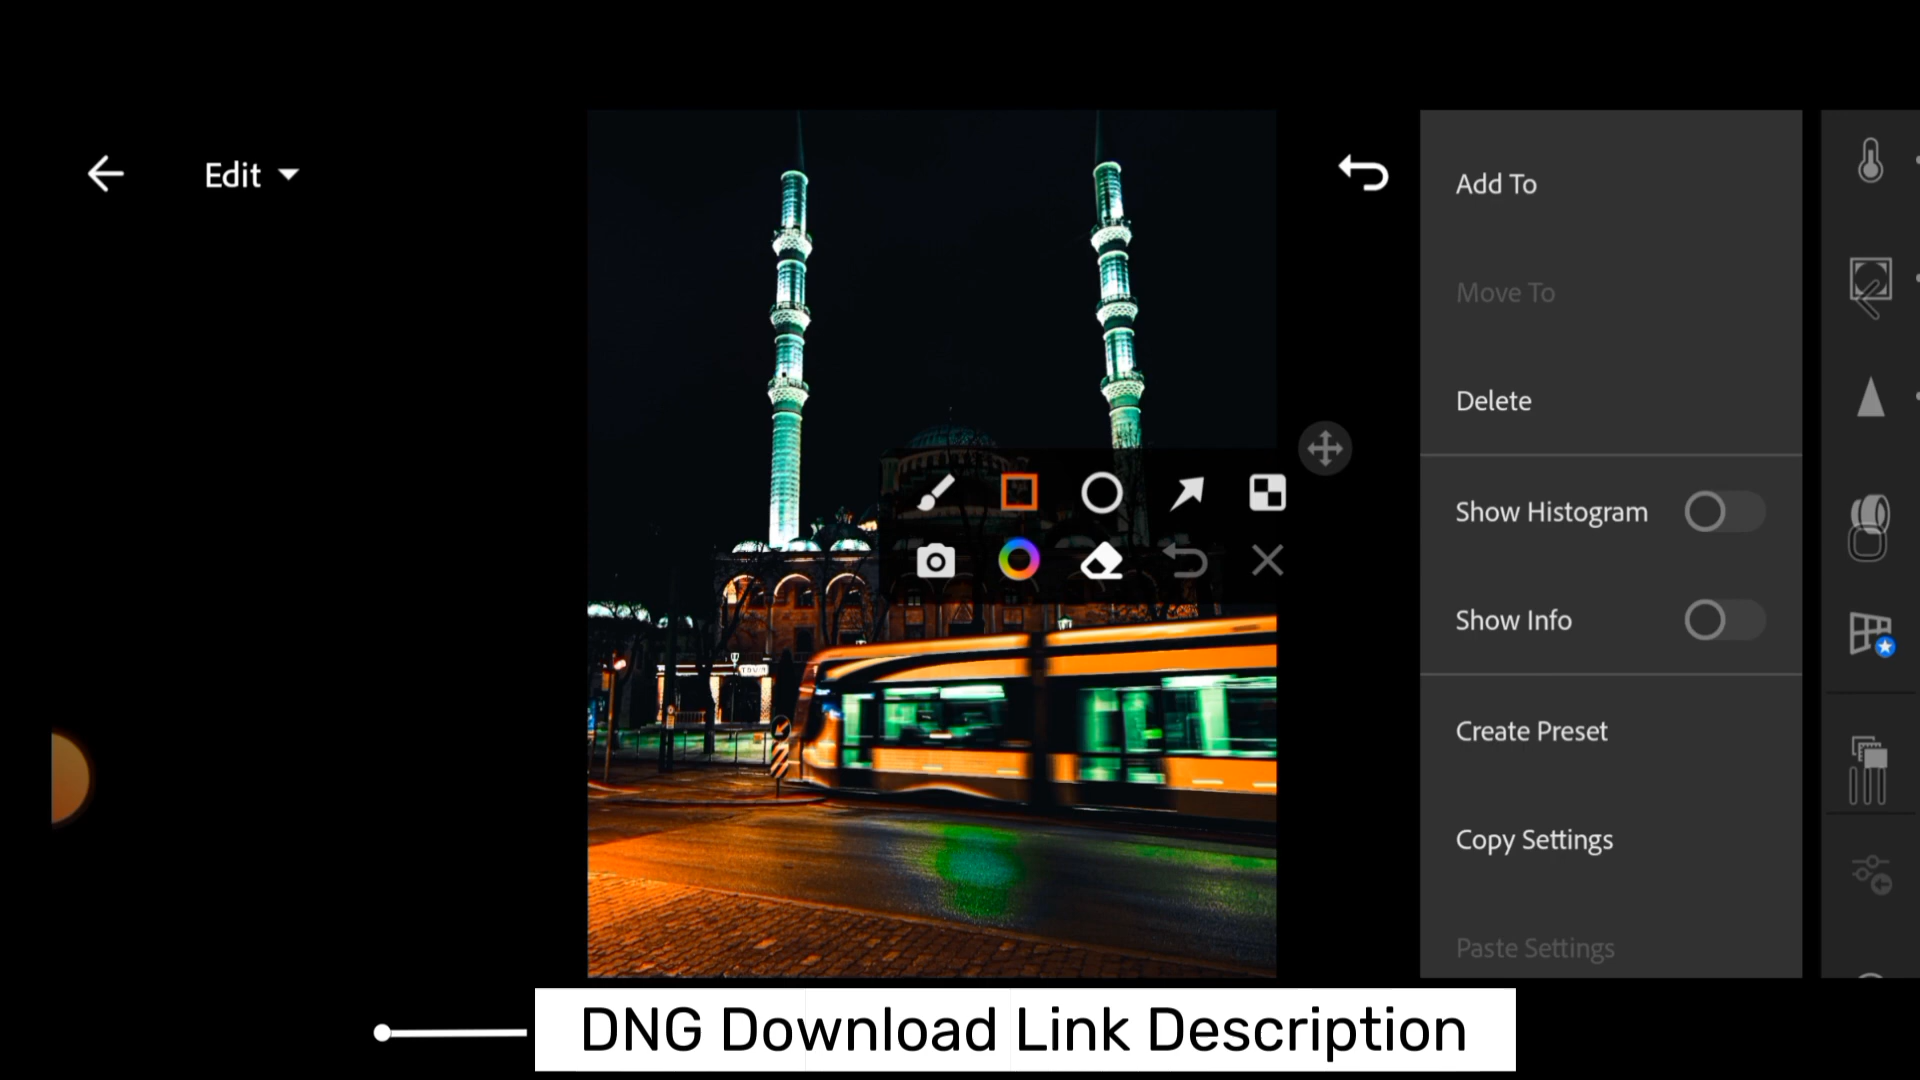 Edit
Add To
Move To
Delete
Show Histogram
Show Info
Create Preset
Copy Settings
Paste Settings
DNG Download Link Description